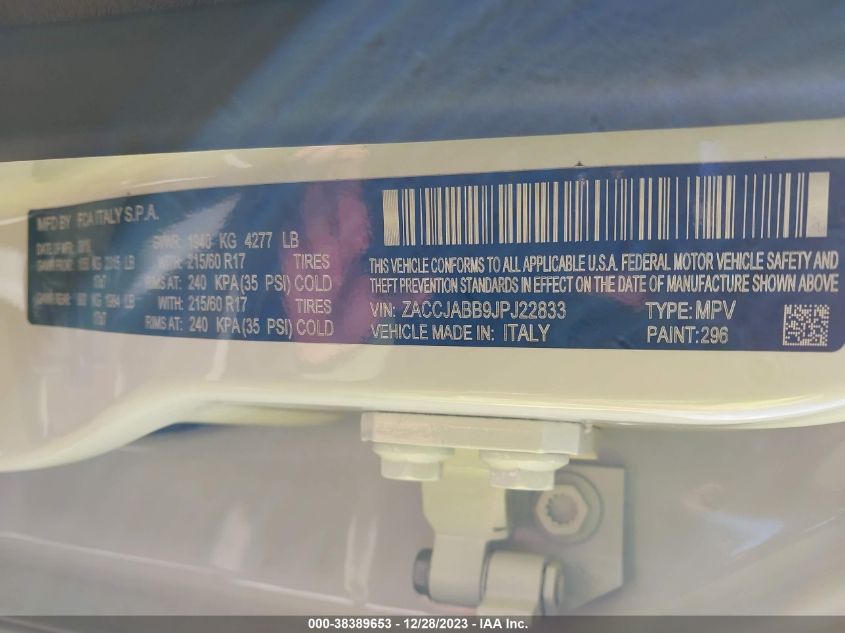 MFD BY FCA ITALY S.P.A.
GVWR: 1940 KG 4277 LB
WITH: 215/60 R17 TIRES
RIMS AT: 240 KPA(35 PSI) COLD
WITH: 215/60 R17 TIRES
RIMS AT: 240 KPA(35 PSI) COLD
THIS VEHICLE CONFORMS TO ALL APPLICABLE U.S.A. FEDERAL MOTOR VEHICLE SAFETY AND
THEFT PREVENTION STANDARDS IN EFFECT ON THE DATE OF MANUFACTURE SHOWN ABOVE
VIN: ZACCJABB9JPJ22833 TYPE: MPV
VEHICLE MADE IN: ITALY PAINT: 296
000-38389653 - 12/28/2023 - IAA Inc.